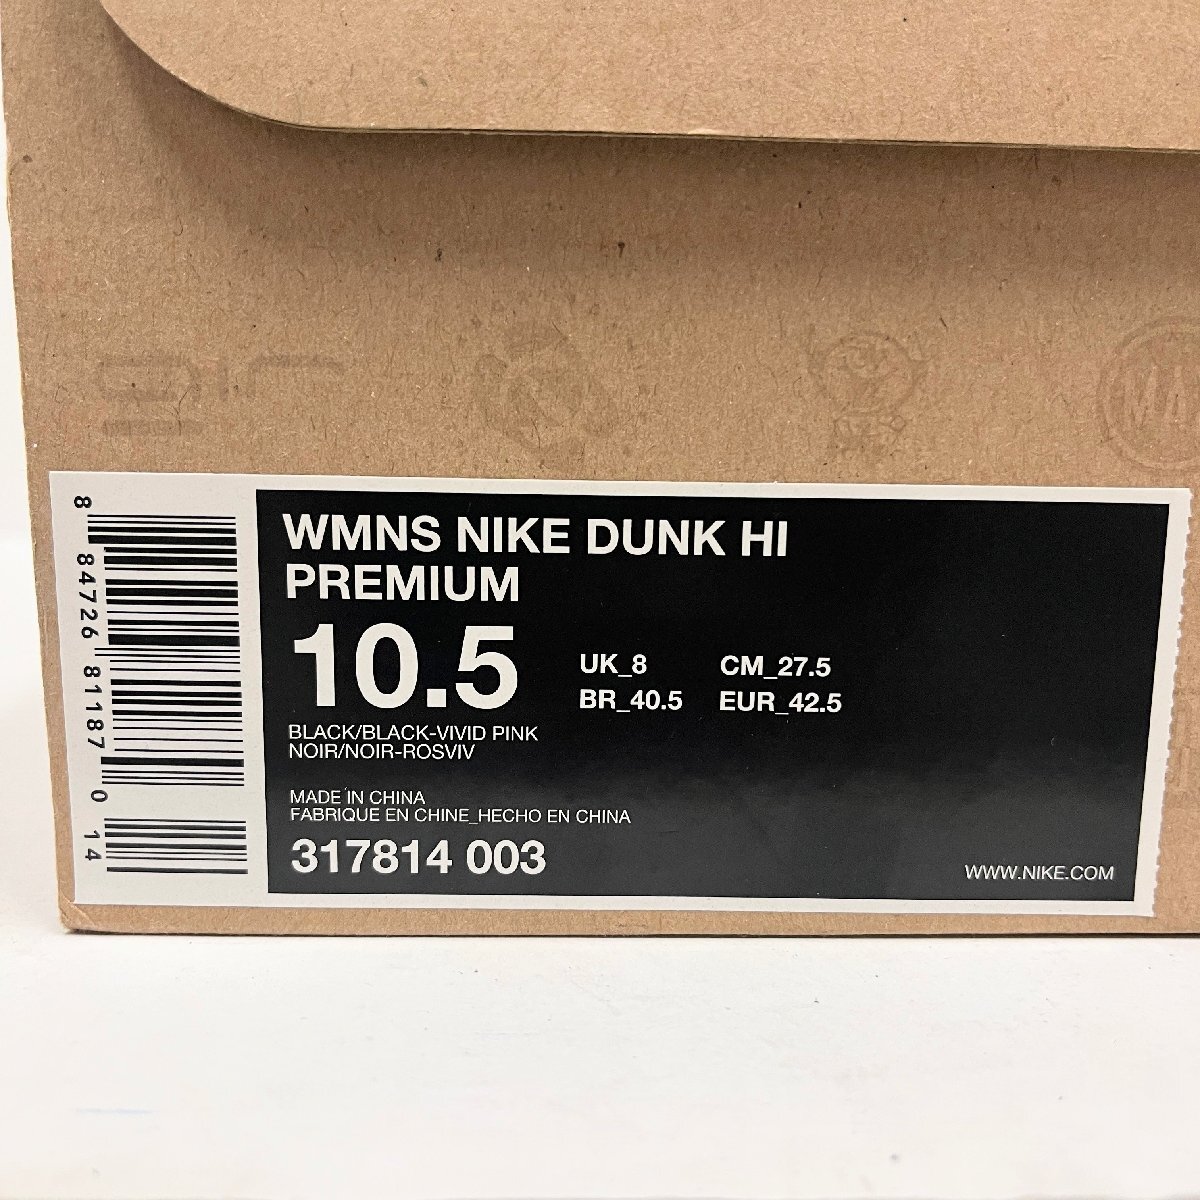 WMNS NIKE DUNK HI
PREMIUM
10.5
UK_8 CM_27.5
BR_40.5 EUR_42.5
BLACK/BLACK-VIVID PINK
NOIR/NOIR-ROSVIV
MADE IN CHINA
FABRIQUE EN CHINE_HECHO EN CHINA
317814 003
WWW.NIKE.COM
8 84726 81187 0 14
MA